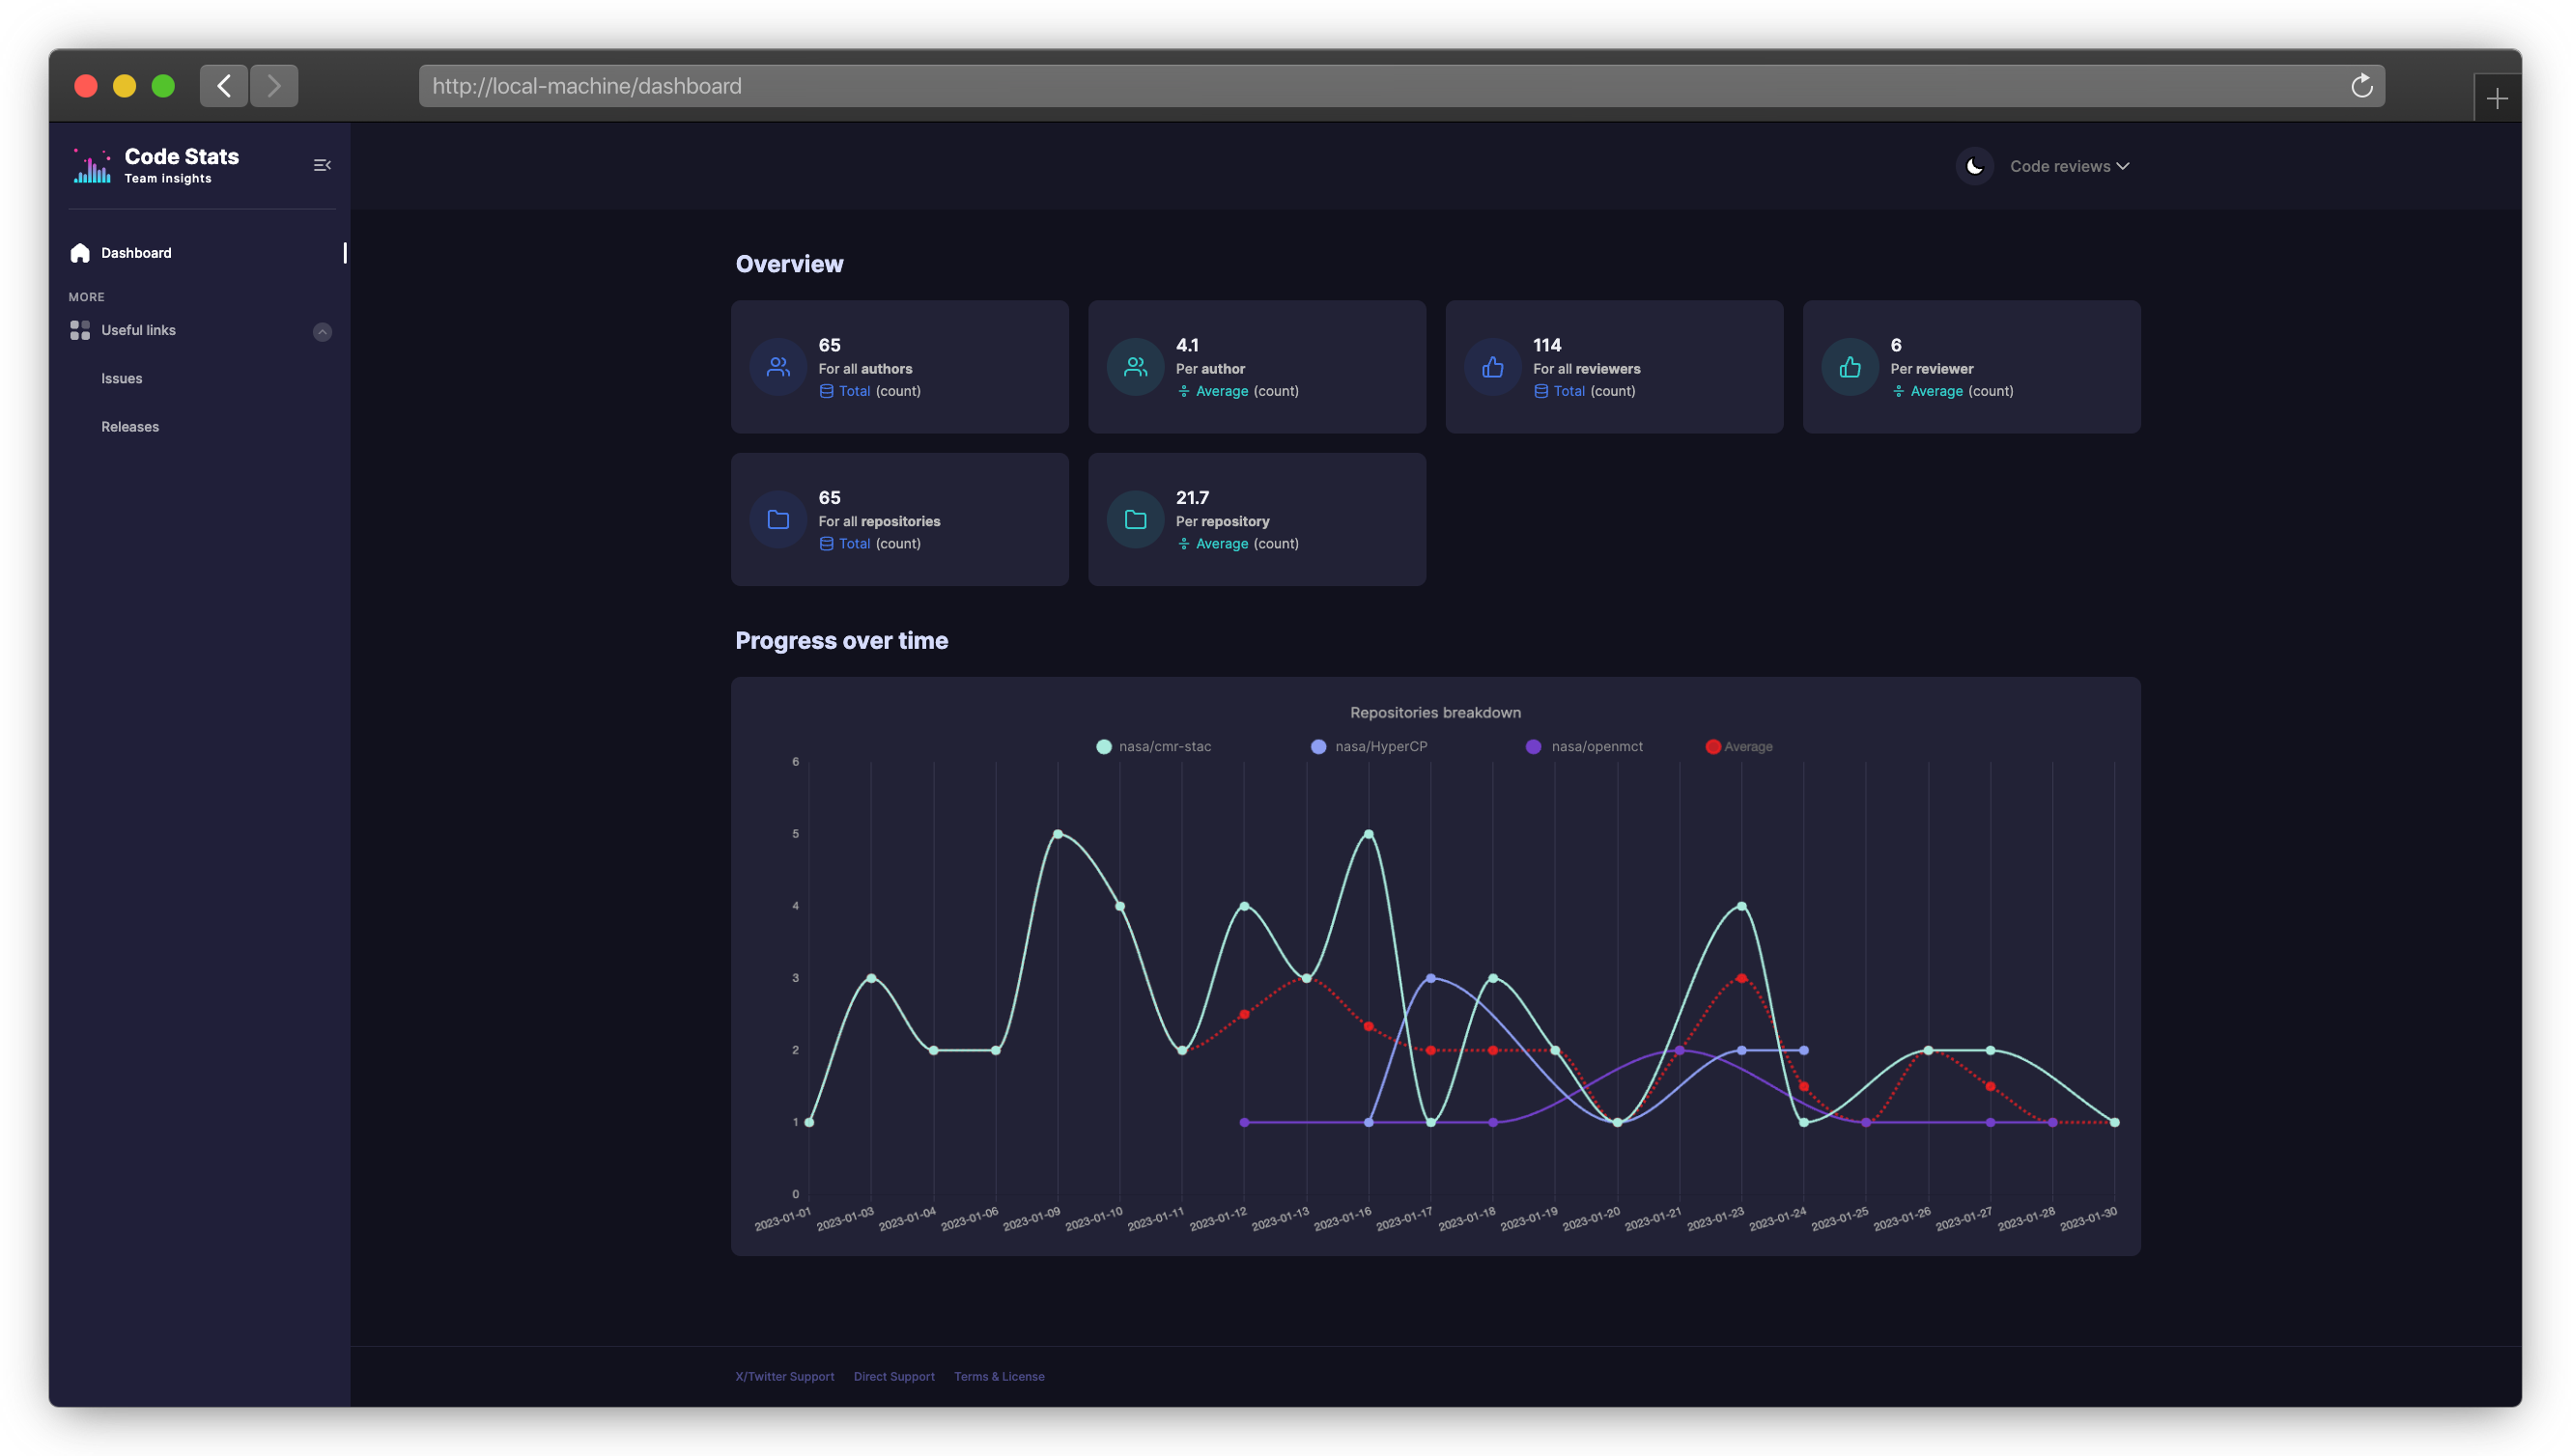 http://local-machine/dashboard
Code Stats
Team insights
Code reviews
Dashboard
MORE
Useful links
Issues
Releases
Overview
65
For all authors
Total (count)
4.1
Per author
Average (count)
114
For all reviewers
Total (count)
6
Per reviewer
Average (count)
65
For all repositories
Total (count)
21.7
Per repository
Average (count)
Progress over time
Repositories breakdown
nasa/cmr-stac nasa/HyperCP nasa/openmct Average
6
5
4
3
2
1
0
2023-01-01 2023-01-03 2023-01-04 2023-01-06 2023-01-09 2023-01-10 2023-01-11 2023-01-12 2023-01-13 2023-01-16 2023-01-17 2023-01-18 2023-01-19 2023-01-20 2023-01-21 2023-01-23 2023-01-24 2023-01-25 2023-01-26 2023-01-27 2023-01-28 2023-01-30
X/Twitter Support Direct Support Terms & License